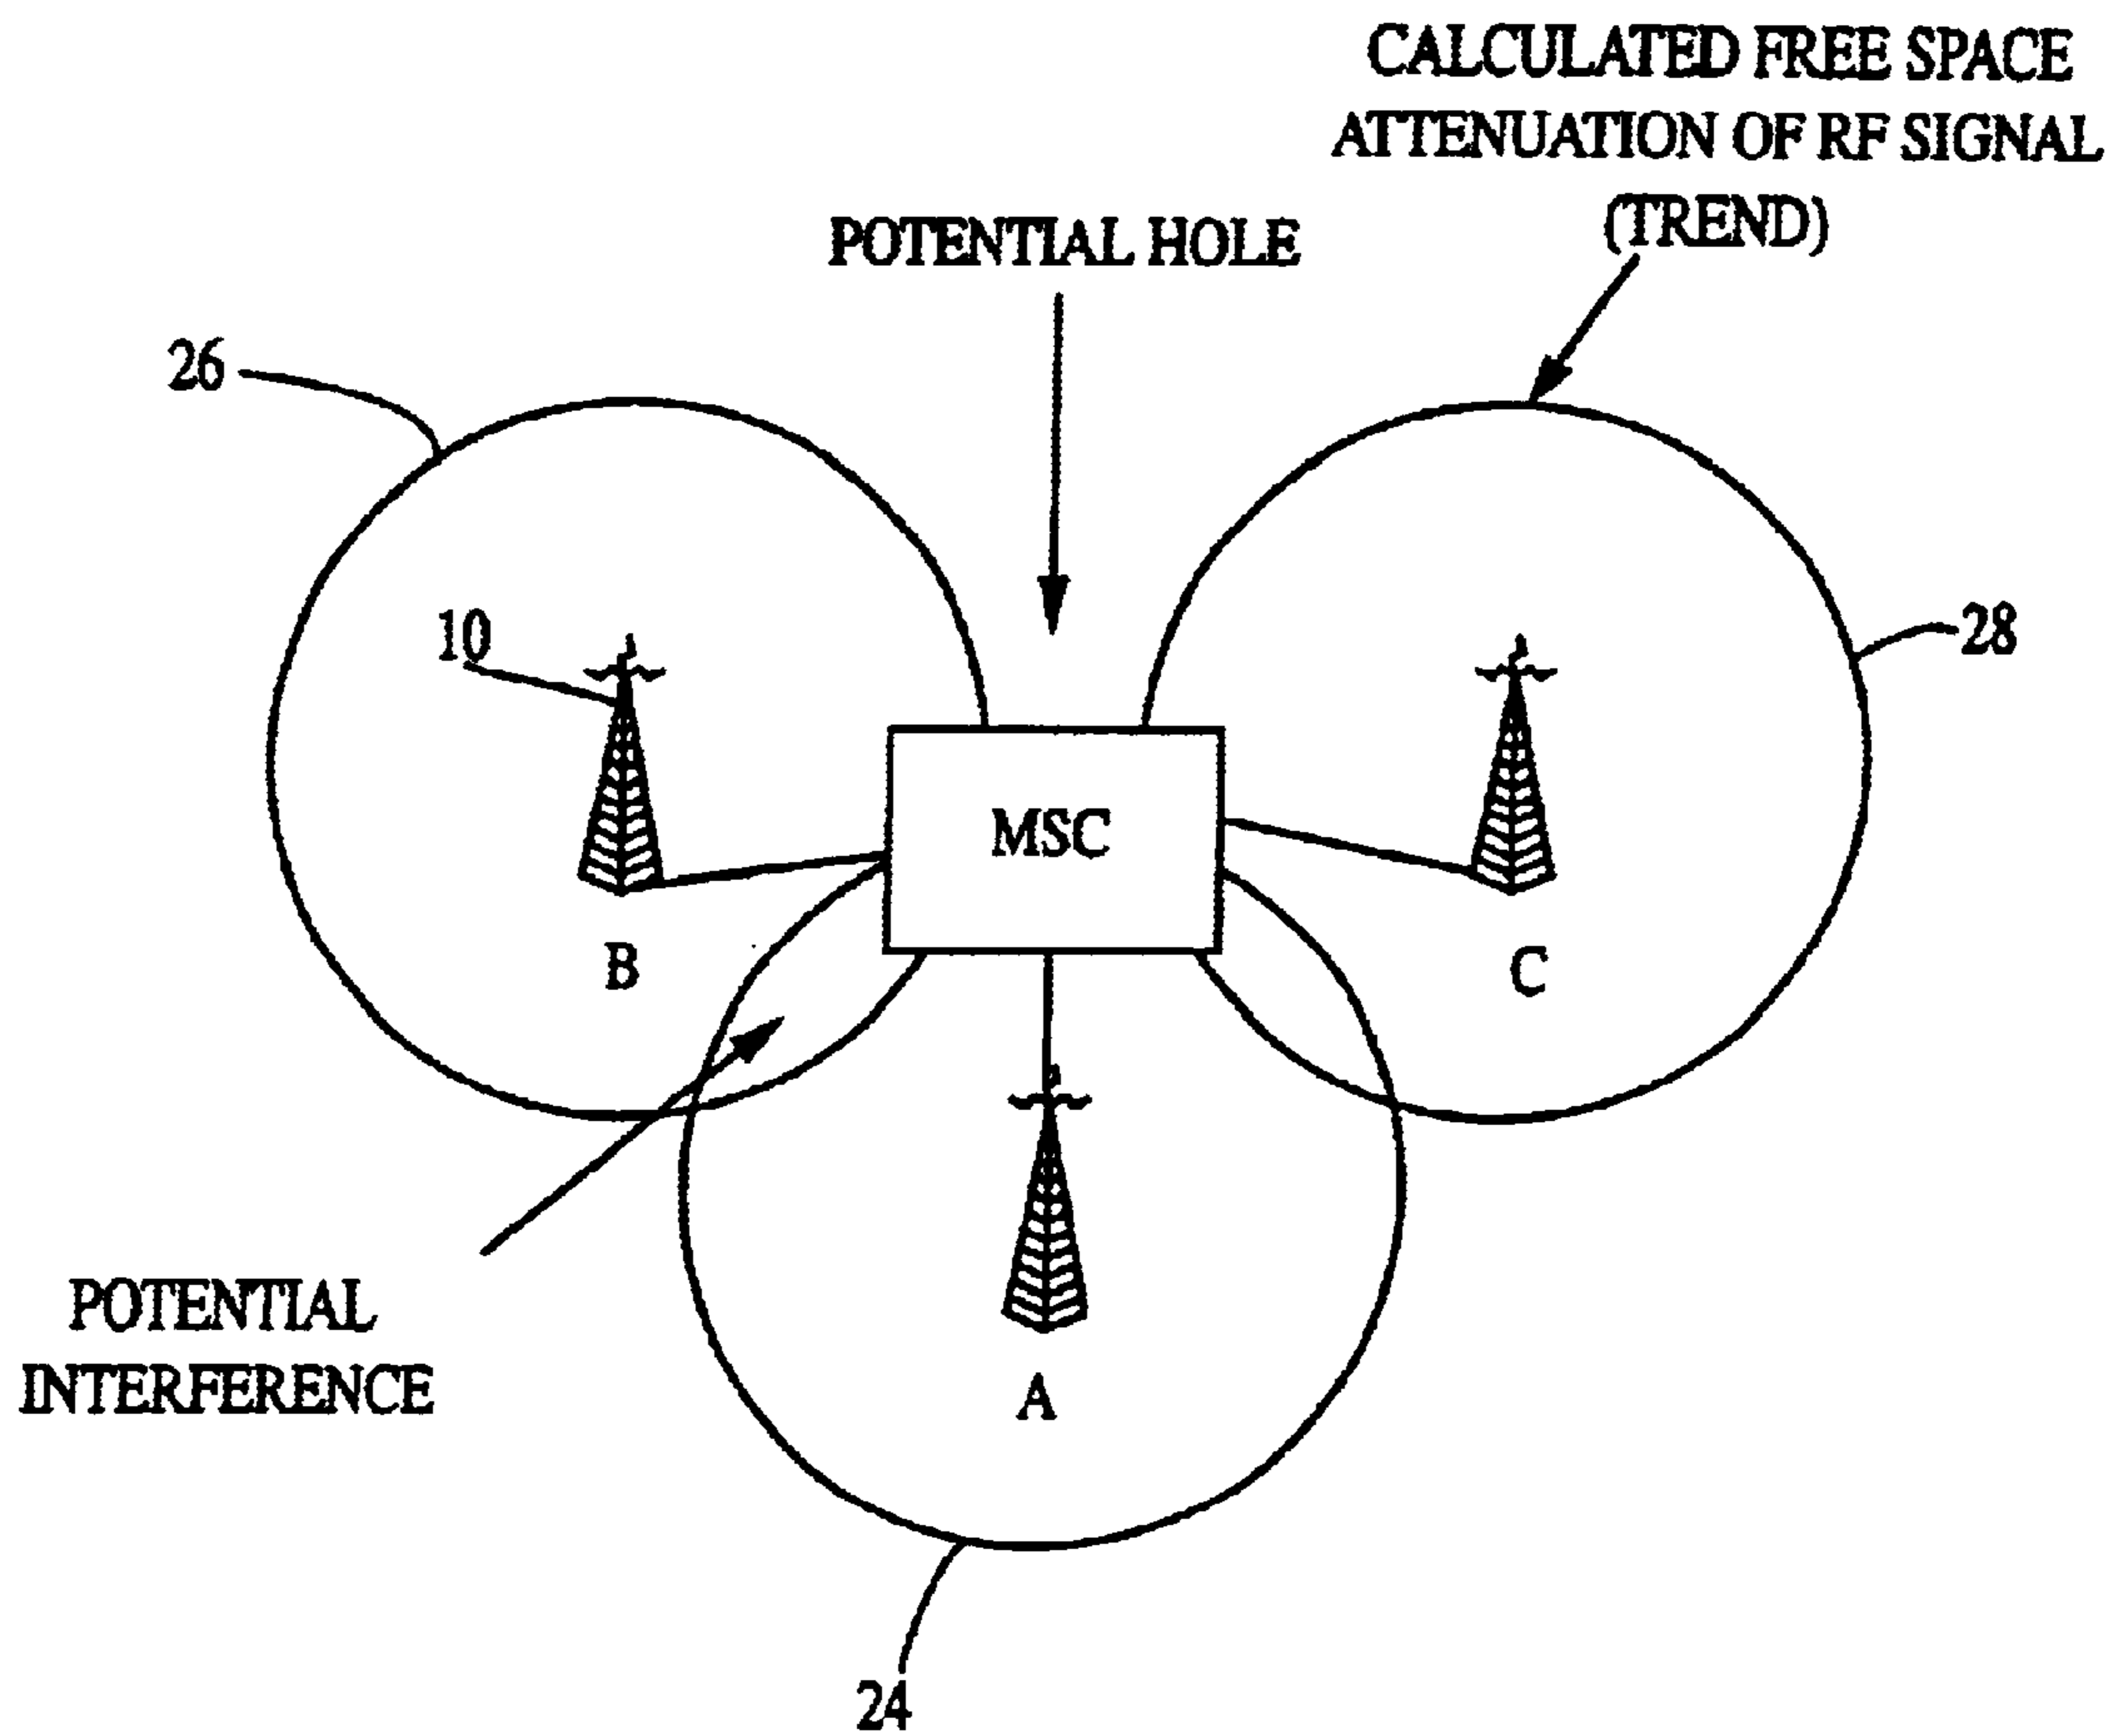 CALCULATED FREE SPACE
ATTENUATION OF RF SIGNAL
(TREND)
POTENTIAL HOLE
26
10
28
MSC
B
C
POTENTIAL
INTERFERENCE
A
24